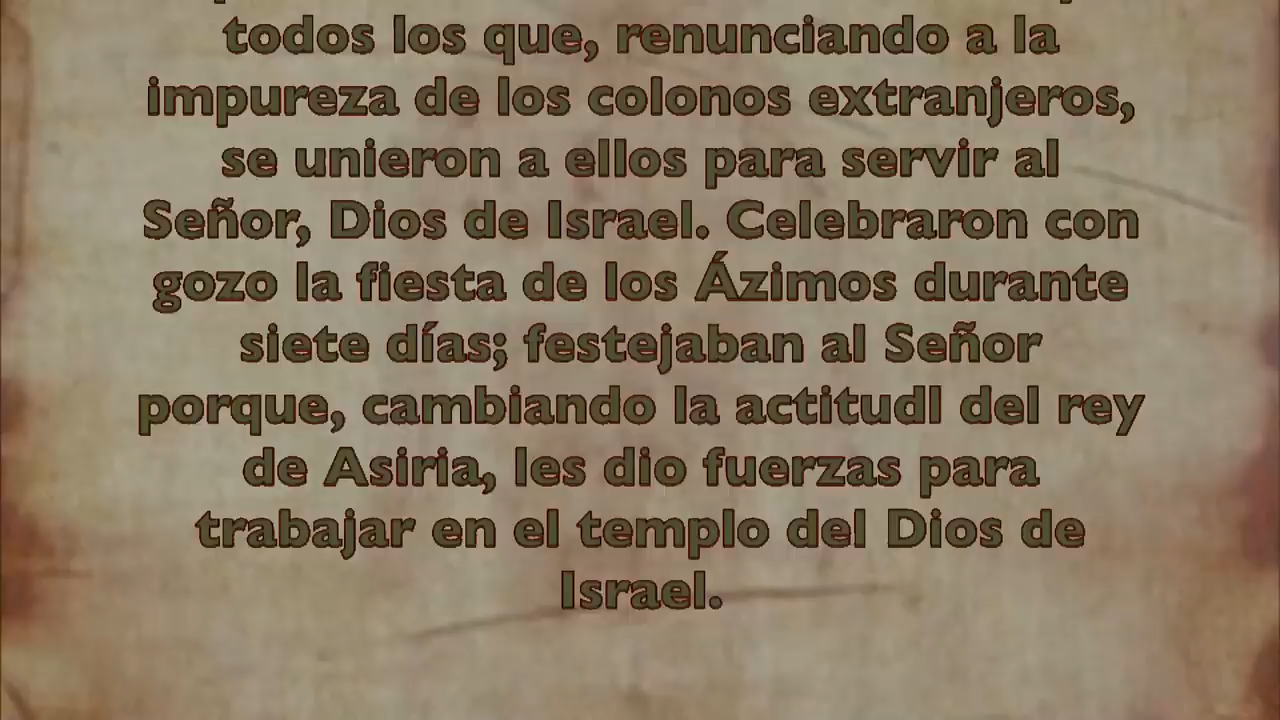 todos los que, renunciando a la
impureza de los colonos extranjeros,
se unieron a ellos para servir al
Señor, Dios de Israel. Celebraron con
gozo la fiesta de los Ázimos durante
siete días; festejaban al Señor
porque, cambiando la actitudl del rey
de Asiria, les dio fuerzas para
trabajar en el templo del Dios de
Israel.